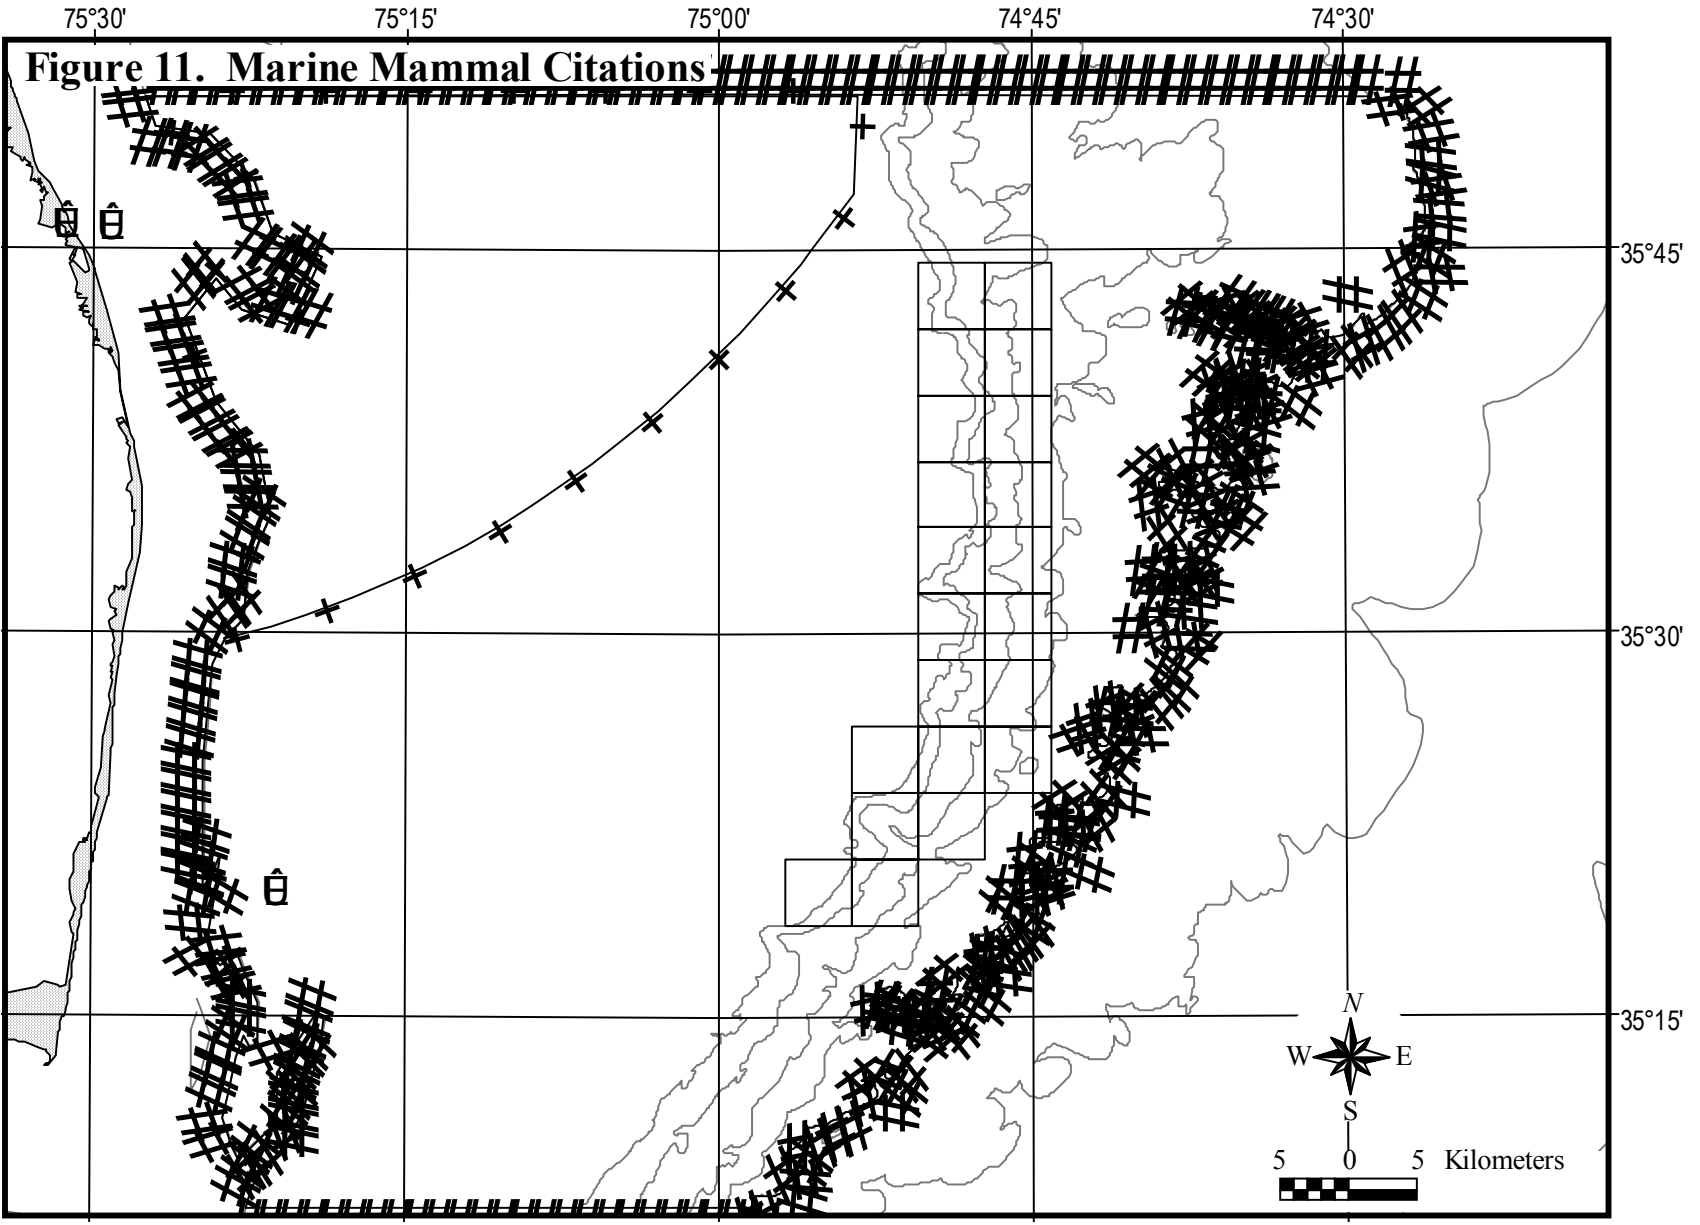 75°30' 75°15' 75°00' 74°45' 74°30'
Figure 11. Marine Mammal Citations
35°45'
35°30'
35°15'
N
W E
S
5 0 5 Kilometers